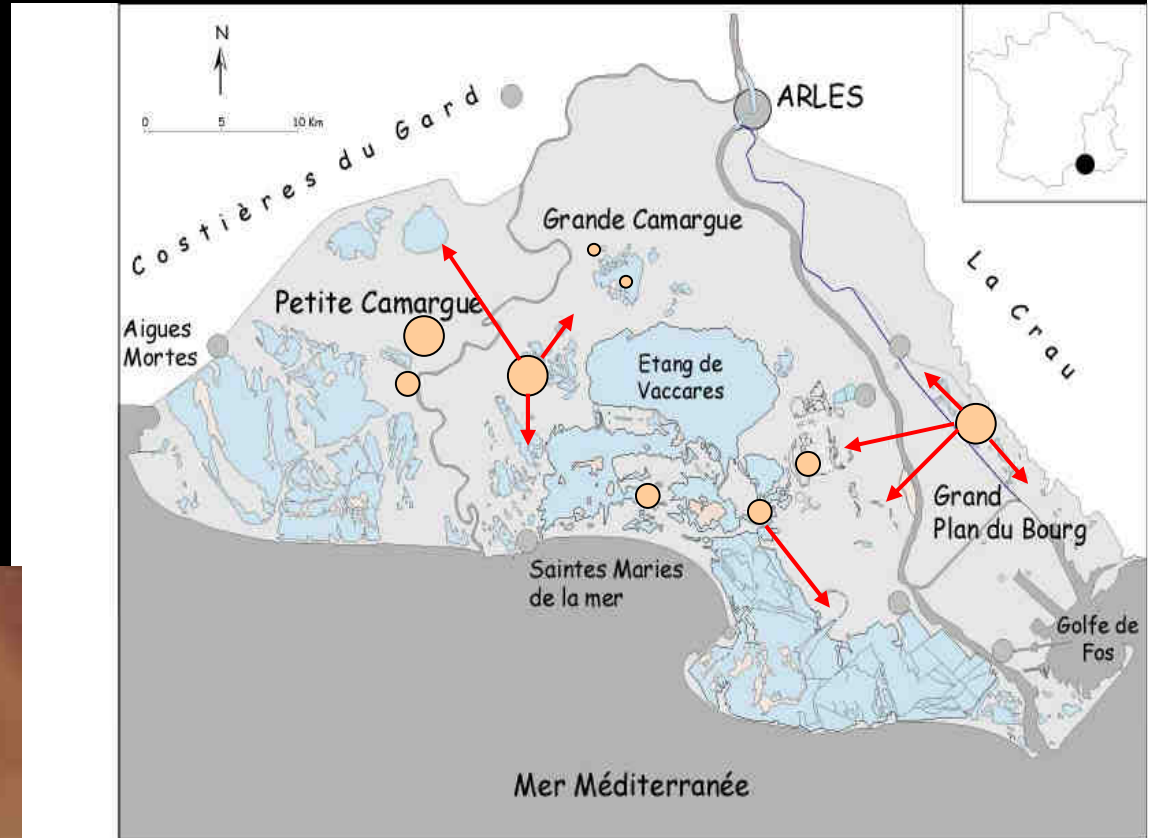 N
0 5 10 Km
Costières du Gard
ARLES
Grande Camargue
La Crau
Petite Camargue
Aigues
Mortes
Etang de
Vaccares
Grand
Plan du Bourg
Saintes Maries
de la mer
Golfe de
Fos
Mer Méditerranée